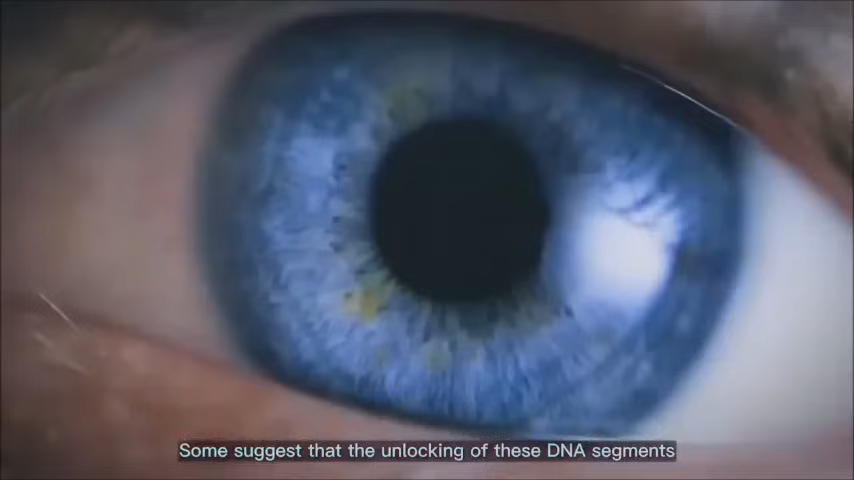 Some suggest that the unlocking of these DNA segments